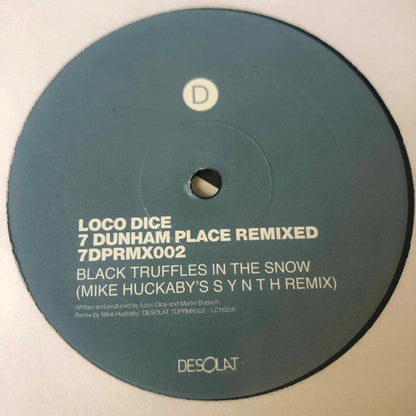 D
LOCO DICE
7 DUNHAM PLACE REMIXED
7DPRMX002
BLACK TRUFFLES IN THE SNOW
(MIKE HUCKABY'S S Y N T H REMIX)
Written and produced by Loco Dice and Martin Buttrich.
Remix by Mike Huckaby. DESOLAT 7DPRMX002 - LC16250
DESOLAT